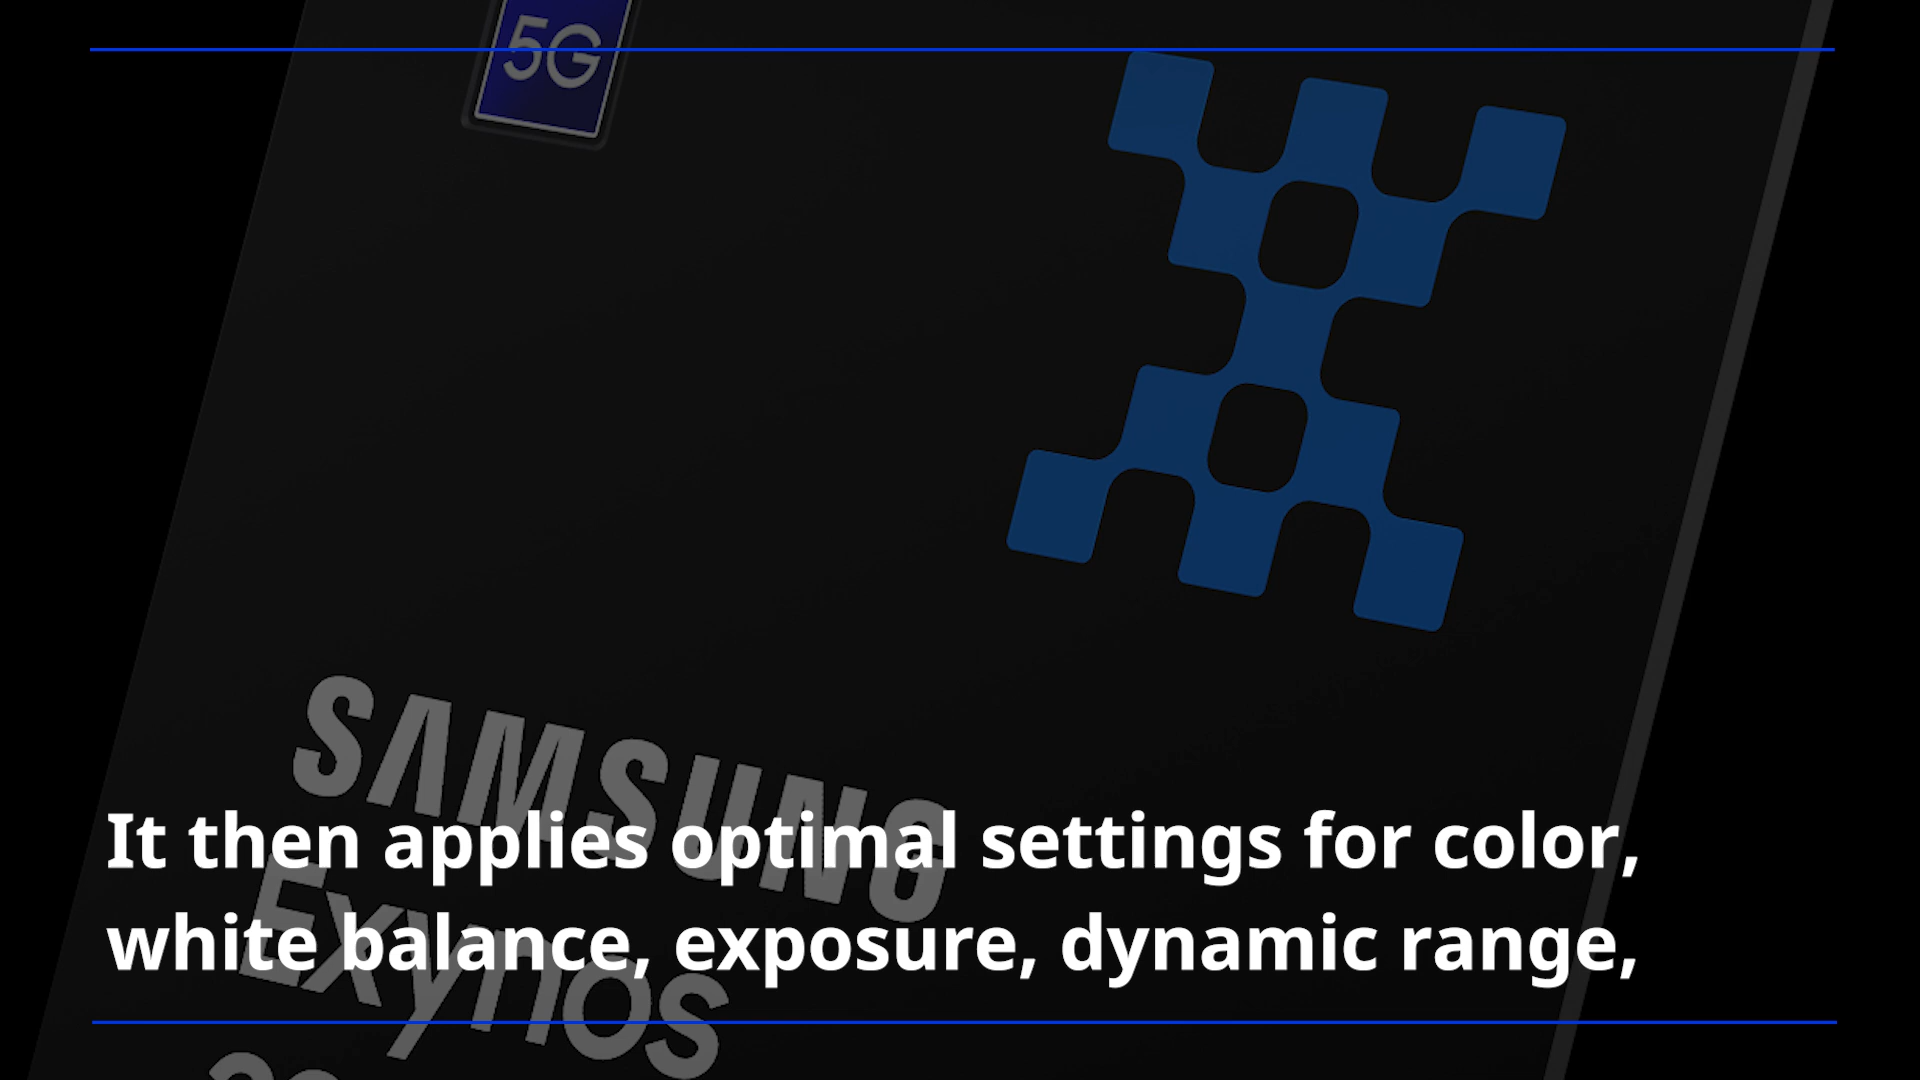 5G
SAMSUNG
Exynos
It then applies optimal settings for color,
white balance, exposure, dynamic range,